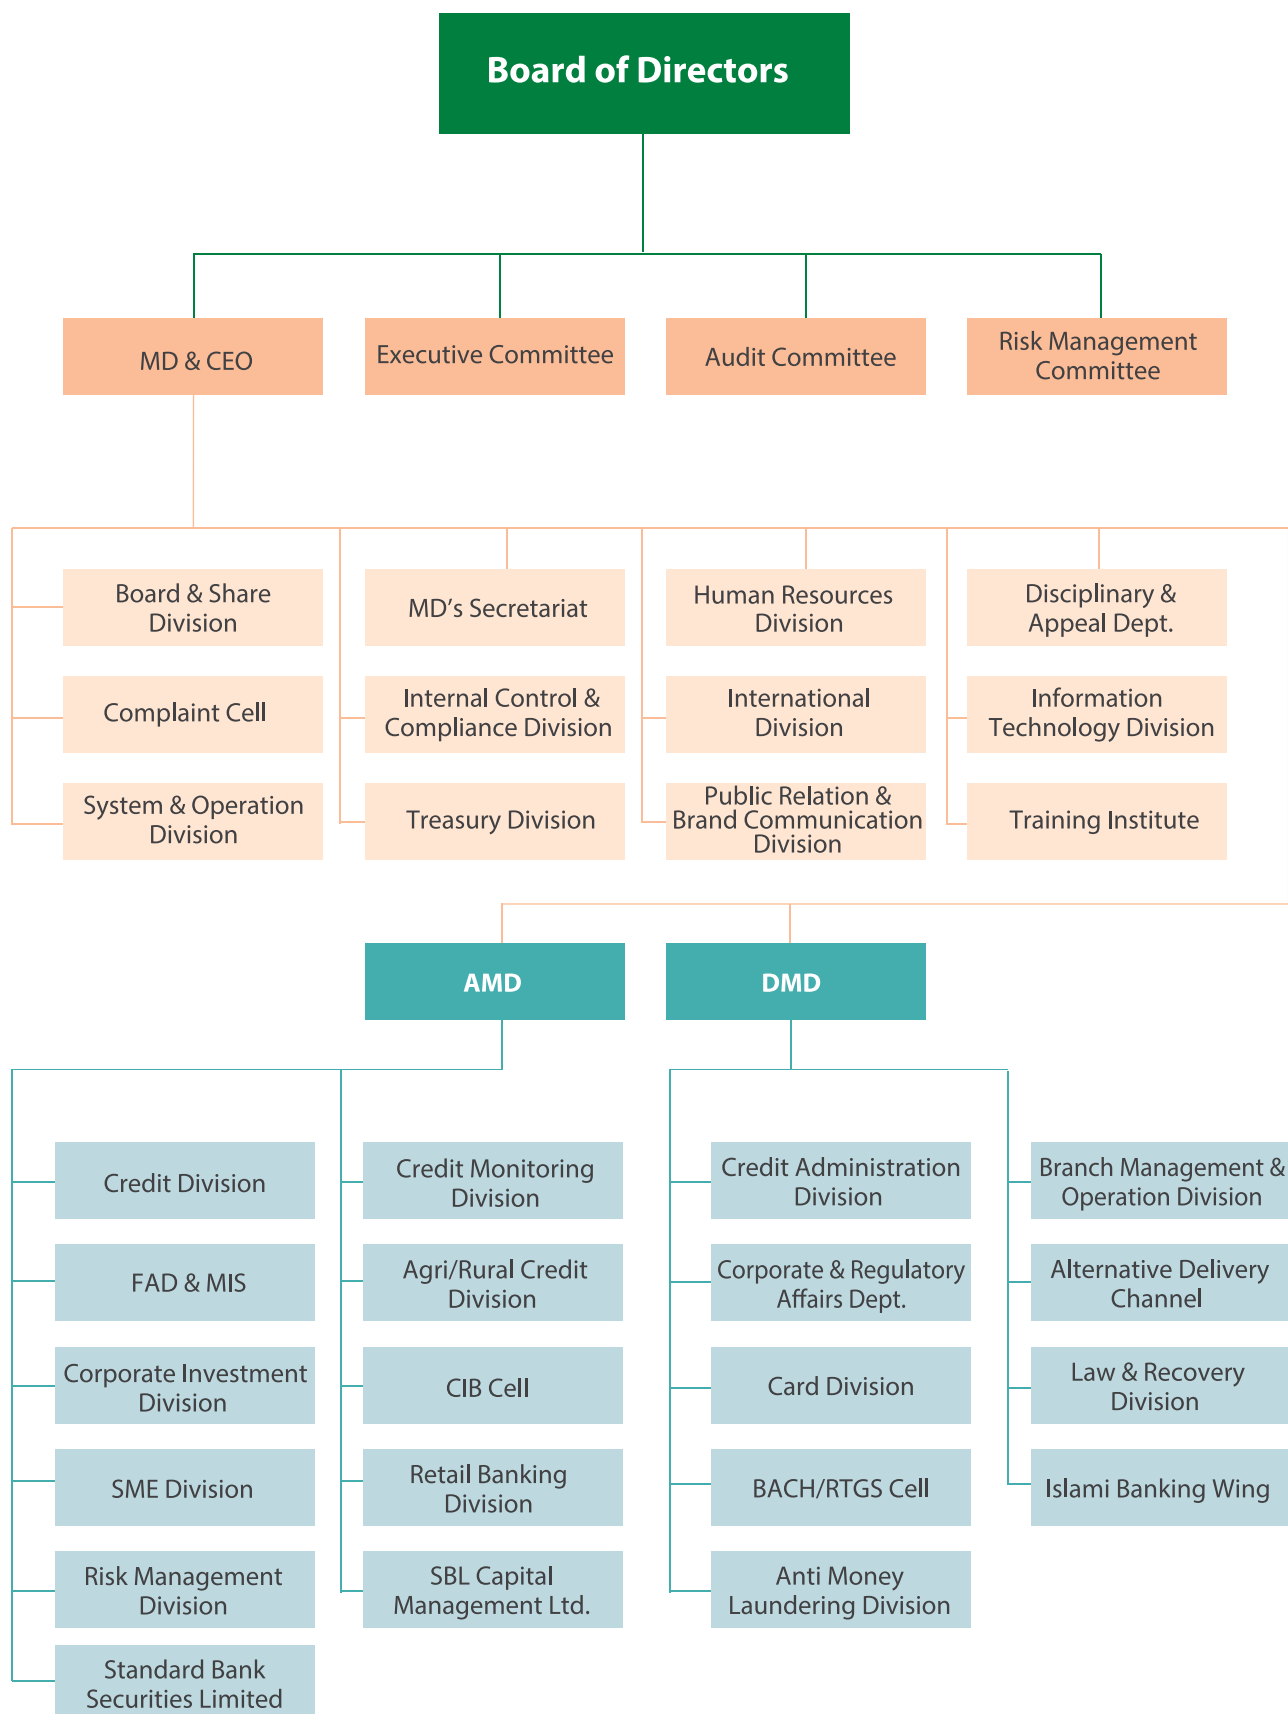 Board of Directors
MD & CEO
Executive Committee
Audit Committee
Risk Management
Committee
Board & Share
Division
MD's Secretariat
Human Resources
Division
Disciplinary &
Appeal Dept.
Complaint Cell
Internal Control &
Compliance Division
International
Division
Information
Technology Division
System & Operation
Division
Treasury Division
Public Relation &
Brand Communication
Division
Training Institute
AMD
DMD
Credit Division
Credit Monitoring
Division
Credit Administration
Division
Branch Management &
Operation Division
FAD & MIS
Agri/Rural Credit
Division
Corporate & Regulatory
Affairs Dept.
Alternative Delivery
Channel
Corporate Investment
Division
CIB Cell
Card Division
Law & Recovery
Division
SME Division
Retail Banking
Division
BACH/RTGS Cell
Islami Banking Wing
Risk Management
Division
SBL Capital
Management Ltd.
Anti Money
Laundering Division
Standard Bank
Securities Limited